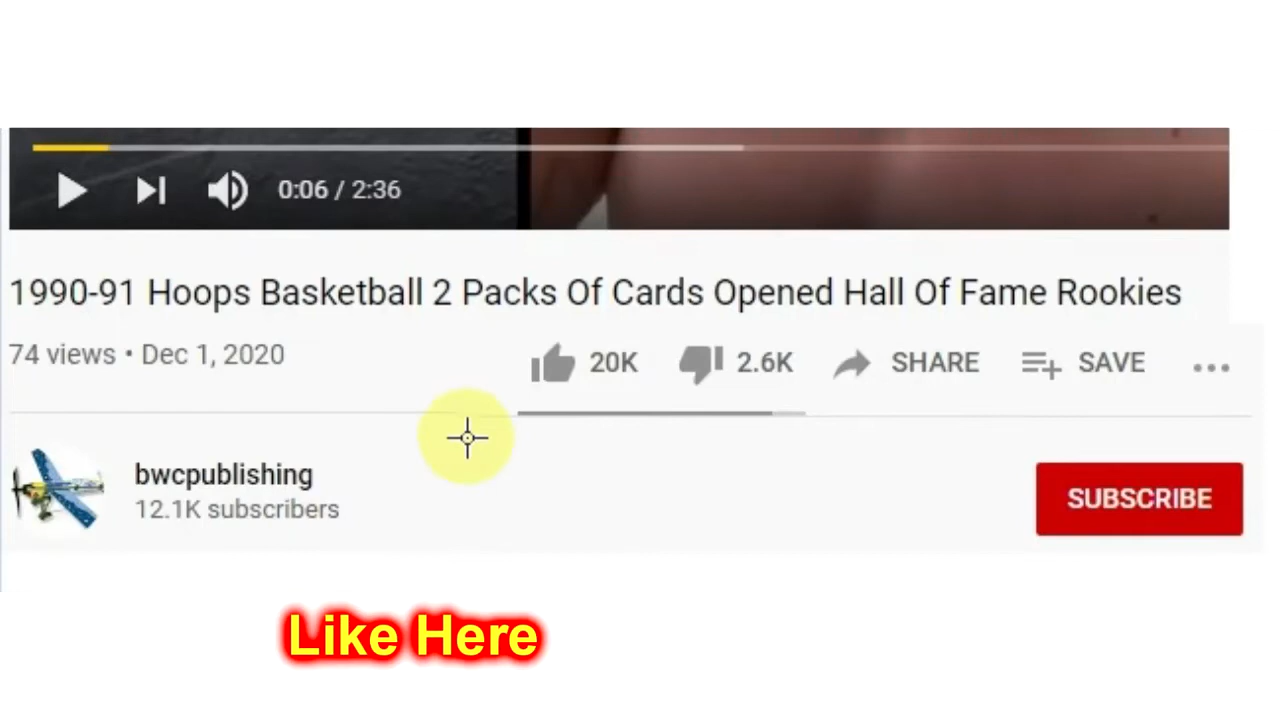 0:06 / 2:36
1990-91 Hoops Basketball 2 Packs Of Cards Opened Hall Of Fame Rookies
74 views • Dec 1, 2020
20K 2.6K SHARE SAVE
bwcpublishing
12.1K subscribers
SUBSCRIBE
Like Here